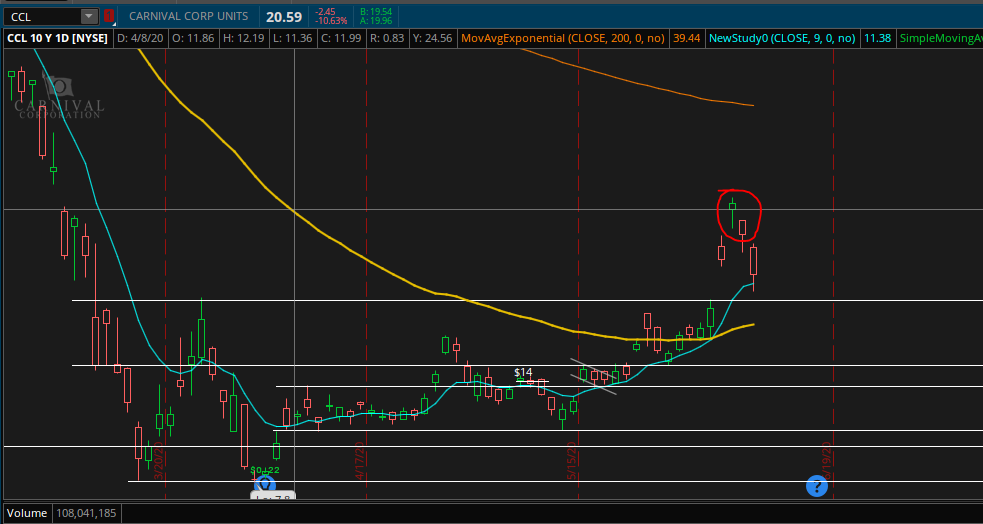 CCL CARNIVAL CORP UNITS 20.59 -2.45 B: 19.54
-10.63% A: 19.96
CCL 10 Y 1D [NYSE] D: 4/8/20 O: 11.86 H: 12.19 L: 11.36 C: 11.99 R: 0.83 Y: 24.56 MovAvgExponential (CLOSE, 200, 0, no) 39.44 NewStudy0 (CLOSE, 9, 0, no) 11.38 SimpleMovingAv
CARNIVAL
CORPORATION
$14
3/20/20
4/17/20
5/15/20
6/19/20
?
Volume 108,041,185